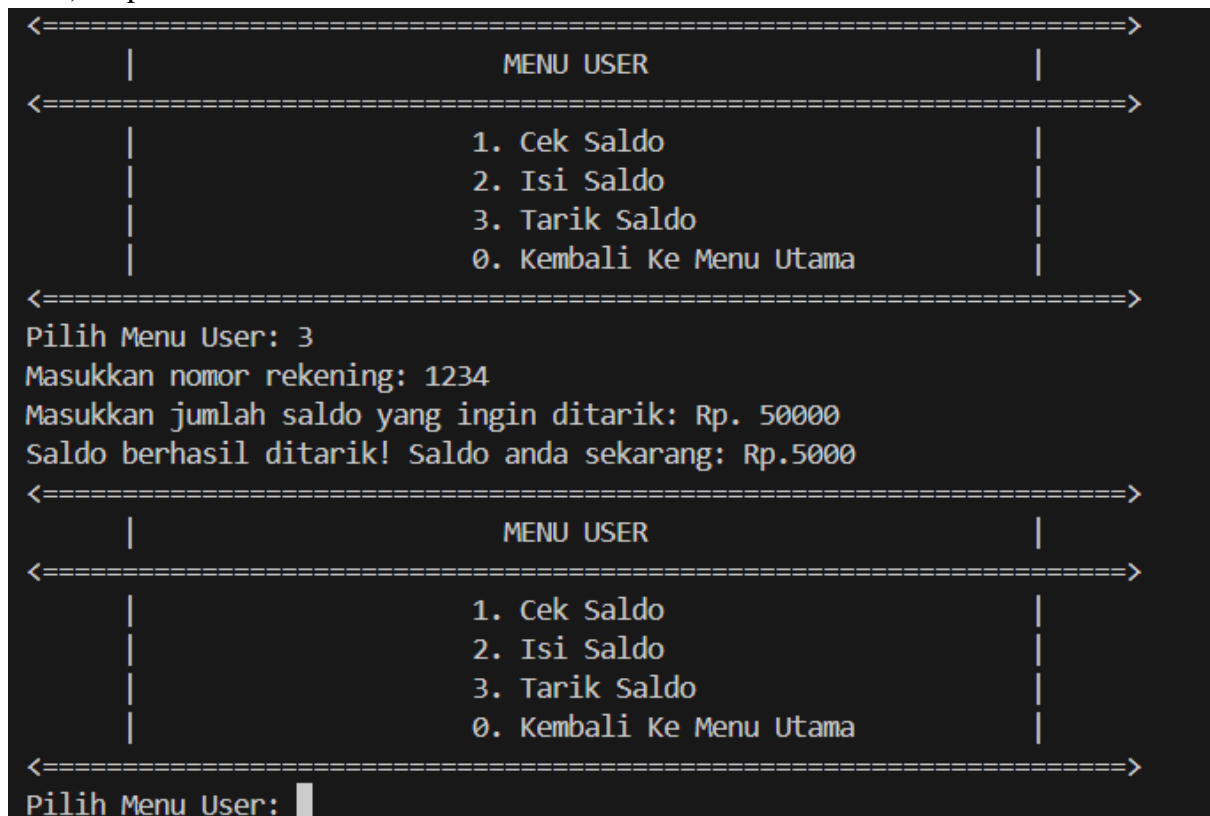 <====================================================================>
| MENU USER |
<====================================================================>
| 1. Cek Saldo |
| 2. Isi Saldo |
| 3. Tarik Saldo |
| 0. Kembali Ke Menu Utama |
<====================================================================>
Pilih Menu User: 3
Masukkan nomor rekening: 1234
Masukkan jumlah saldo yang ingin ditarik: Rp. 50000
Saldo berhasil ditarik! Saldo anda sekarang: Rp.5000
<====================================================================>
| MENU USER |
<====================================================================>
| 1. Cek Saldo |
| 2. Isi Saldo |
| 3. Tarik Saldo |
| 0. Kembali Ke Menu Utama |
<====================================================================>
Pilih Menu User: